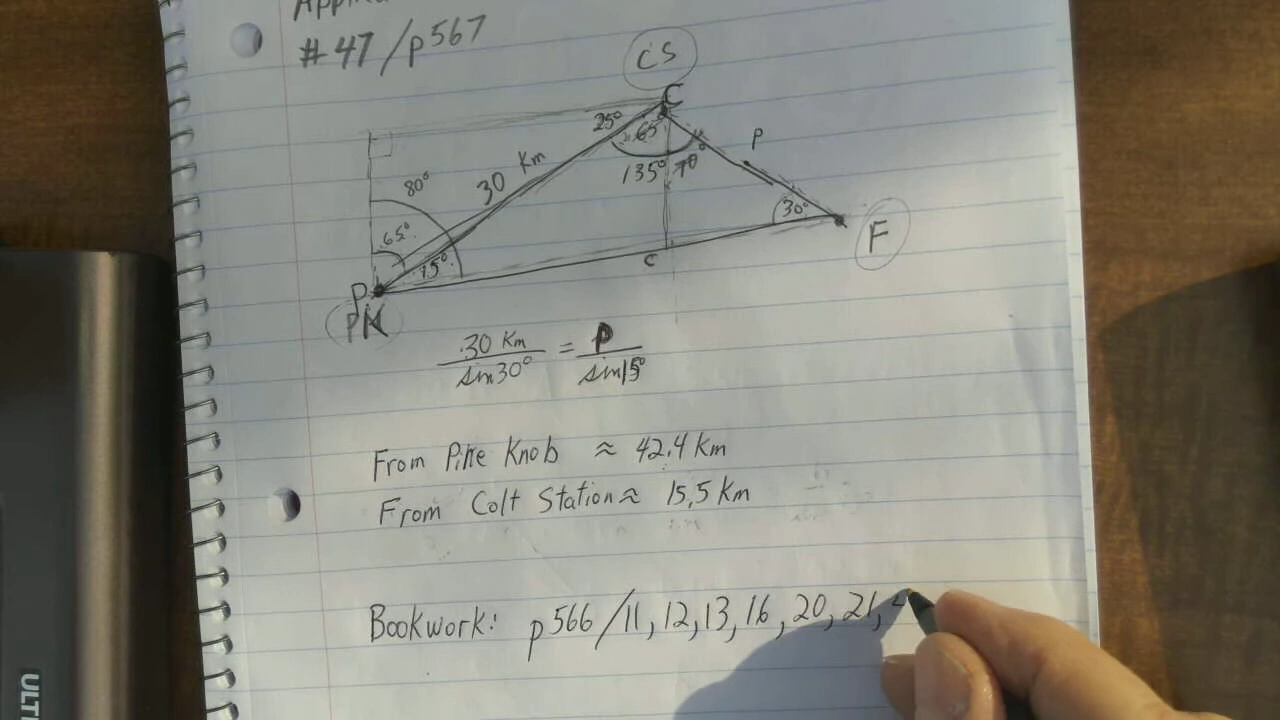 #47/p567
CS
C
25°
65°
P
30 Km
80°
135°
70°
30°
65°
F
15°
c
P
PK
30 Km / sin30° = P / sin15°
From Pike Knob ≈ 42.4 Km
From Colt Station ≈ 15.5 Km
Bookwork: p566/11, 12, 13, 16, 20, 21,